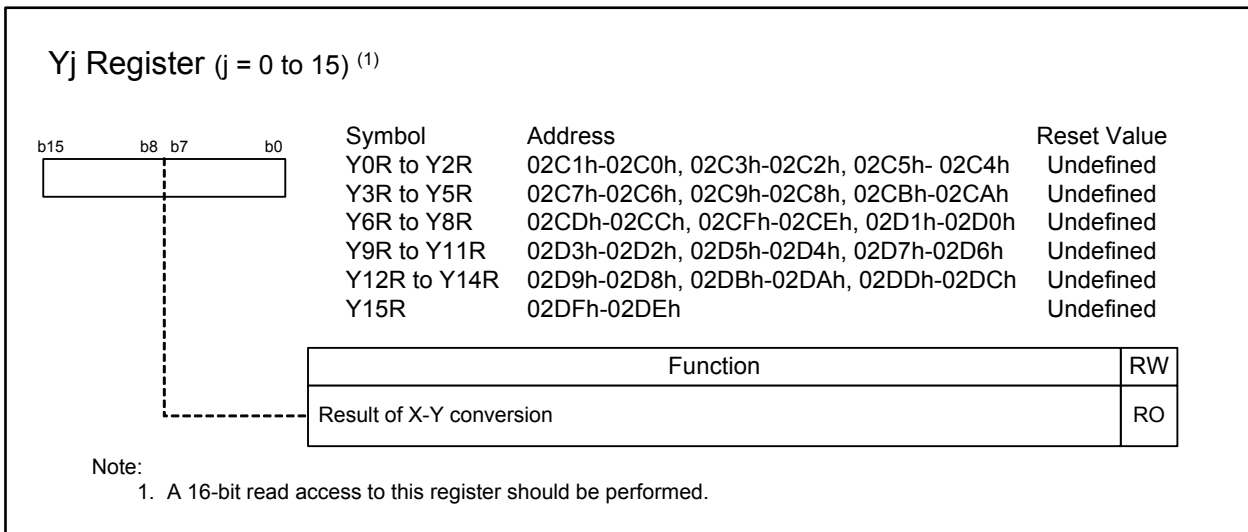 Yj Register (j = 0 to 15) (1)
b15 b8 b7 b0
Symbol Address Reset Value
Y0R to Y2R 02C1h-02C0h, 02C3h-02C2h, 02C5h- 02C4h Undefined
Y3R to Y5R 02C7h-02C6h, 02C9h-02C8h, 02CBh-02CAh Undefined
Y6R to Y8R 02CDh-02CCh, 02CFh-02CEh, 02D1h-02D0h Undefined
Y9R to Y11R 02D3h-02D2h, 02D5h-02D4h, 02D7h-02D6h Undefined
Y12R to Y14R 02D9h-02D8h, 02DBh-02DAh, 02DDh-02DCh Undefined
Y15R 02DFh-02DEh Undefined
Function RW
Result of X-Y conversion RO
Note:
1. A 16-bit read access to this register should be performed.